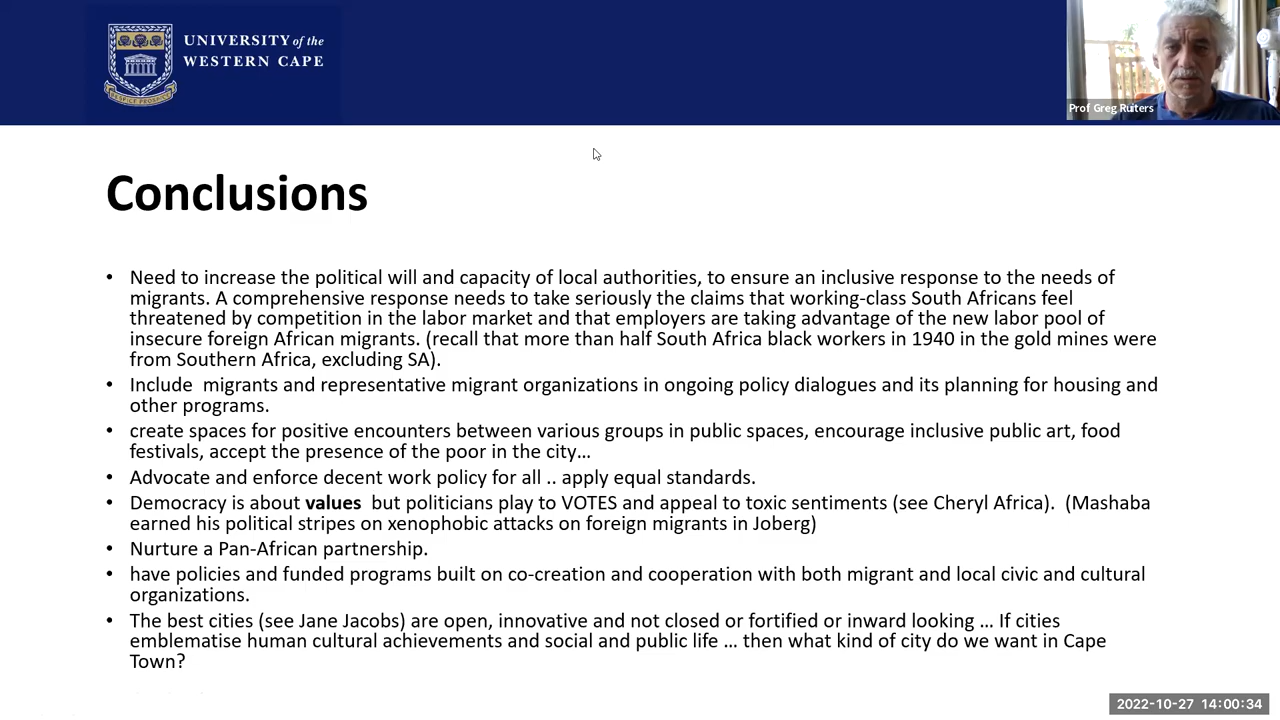 UNIVERSITY of the
WESTERN CAPE
Prof Greg Ruiters
Conclusions
• Need to increase the political will and capacity of local authorities, to ensure an inclusive response to the needs of
migrants. A comprehensive response needs to take seriously the claims that working-class South Africans feel
threatened by competition in the labor market and that employers are taking advantage of the new labor pool of
insecure foreign African migrants. (recall that more than half South Africa black workers in 1940 in the gold mines were
from Southern Africa, excluding SA).
• Include  migrants and representative migrant organizations in ongoing policy dialogues and its planning for housing and
other programs.
• create spaces for positive encounters between various groups in public spaces, encourage inclusive public art, food
festivals, accept the presence of the poor in the city…
• Advocate and enforce decent work policy for all .. apply equal standards.
• Democracy is about values  but politicians play to VOTES and appeal to toxic sentiments (see Cheryl Africa).  (Mashaba
earned his political stripes on xenophobic attacks on foreign migrants in Joberg)
• Nurture a Pan-African partnership.
• have policies and funded programs built on co-creation and cooperation with both migrant and local civic and cultural
organizations.
• The best cities (see Jane Jacobs) are open, innovative and not closed or fortified or inward looking … If cities
emblematise human cultural achievements and social and public life … then what kind of city do we want in Cape
Town?
2022-10-27 14:00:34